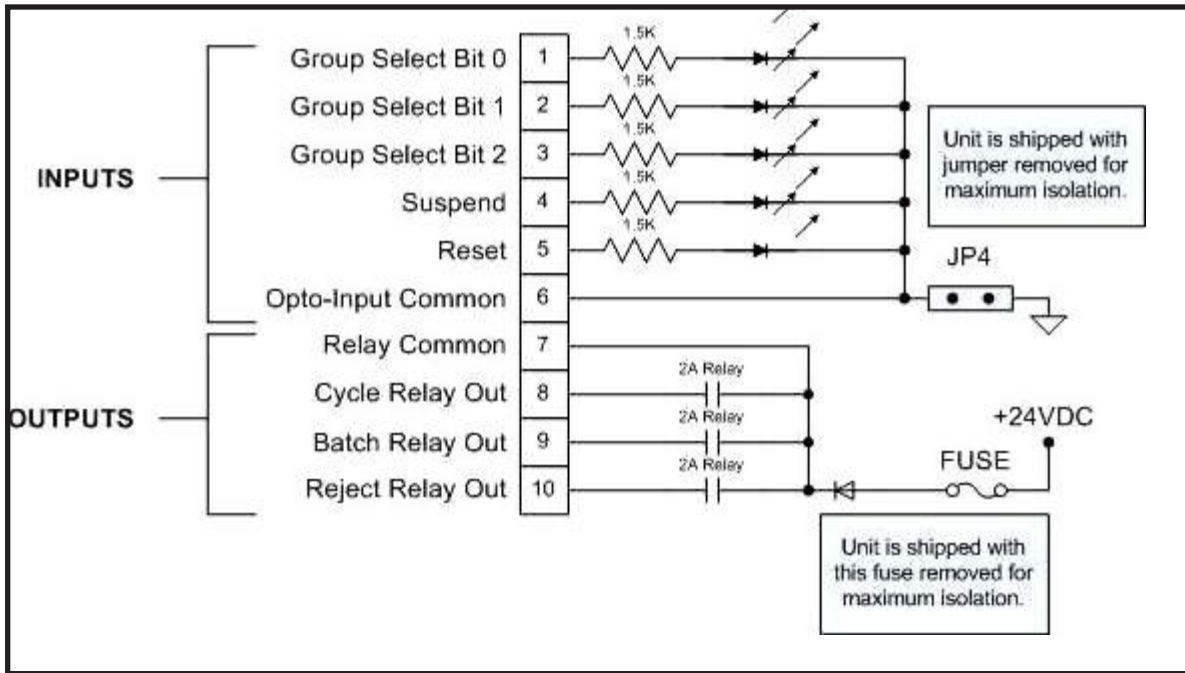 1.5K
Group Select Bit 0 1
1.5K
Group Select Bit 1 2
1.5K
Group Select Bit 2 3
1.5K
Suspend 4
1.5K
Reset 5
Opto-Input Common 6
INPUTS
Unit is shipped with
jumper removed for
maximum isolation.
JP4
Relay Common 7
2A Relay
Cycle Relay Out 8
2A Relay
Batch Relay Out 9
2A Relay
Reject Relay Out 10
OUTPUTS
+24VDC
FUSE
Unit is shipped with
this fuse removed for
maximum isolation.